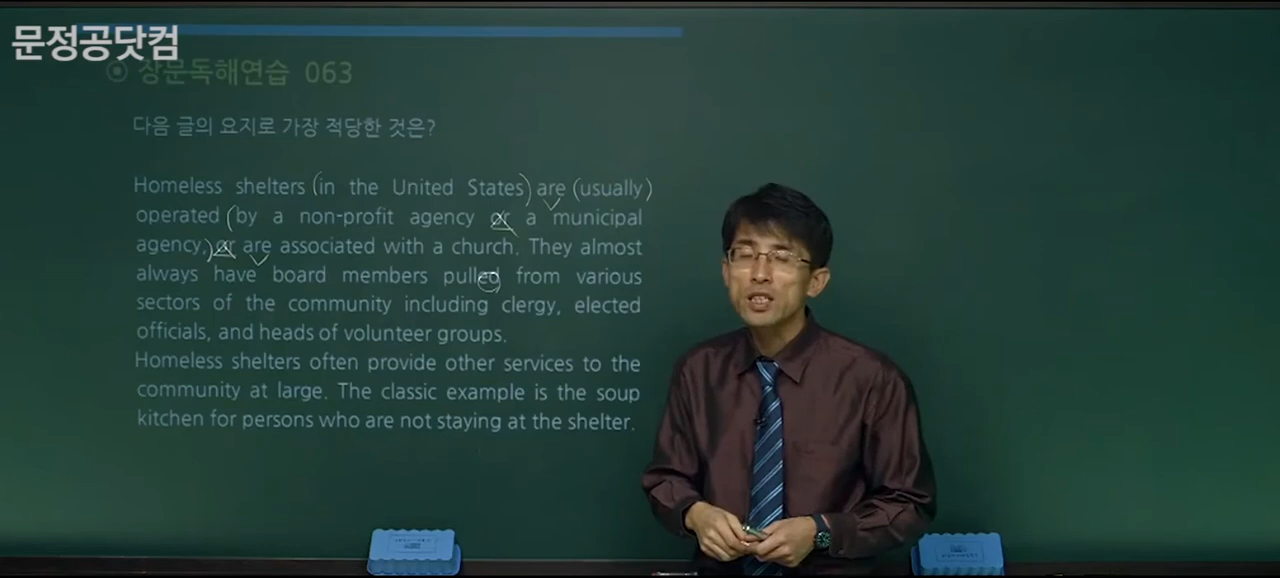 문정공닷컴
장문독해연습 063
다음 글의 요지로 가장 적당한 것은?
Homeless shelters (in the United States) are (usually)
operated (by a non-profit agency or a municipal
agency,) or are associated with a church. They almost
always have board members pulled from various
sectors of the community including clergy, elected
officials, and heads of volunteer groups.
Homeless shelters often provide other services to the
community at large. The classic example is the soup
kitchen for persons who are not staying at the shelter.